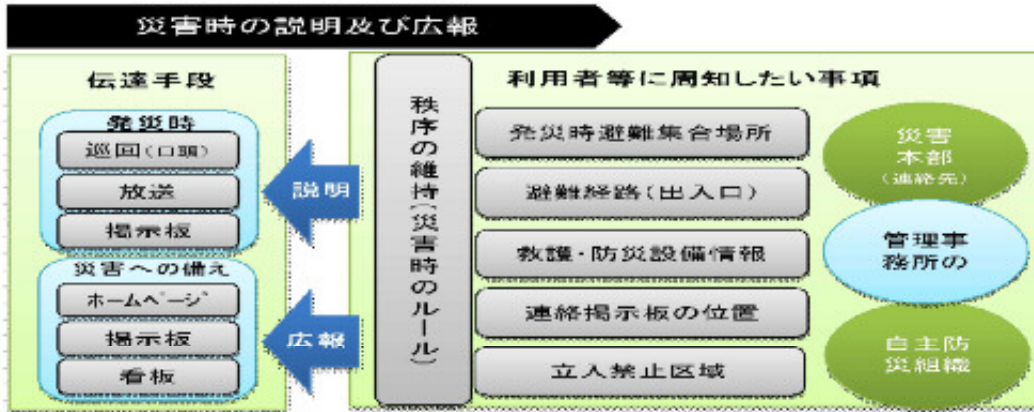 災害時の説明及び広報
伝達手段
発災時
巡回(口頭)
放送
掲示板
災害への備え
ホームページ
掲示板
看板
説明
広報
秩序の維持(災害時のルール)
利用者等に周知したい事項
発災時避難集合場所
避難経路(出入口)
救護・防災設備情報
連絡掲示板の位置
立入禁止区域
災害
本部
(連絡先)
管理事
務所の
自主防
災組織